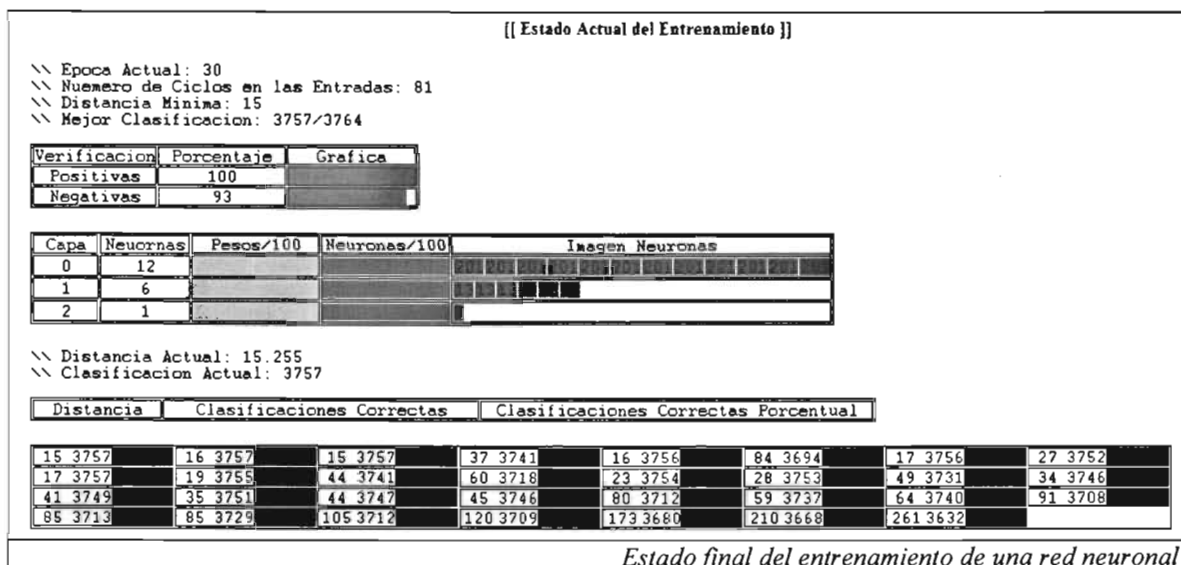 [[ Estado Actual del Entrenamiento ]]
\\ Epoca Actual: 30
\\ Nuemero de Ciclos en las Entradas: 81
\\ Distancia Minima: 15
\\ Mejor Clasificacion: 3757/3764
Verificacion Porcentaje Grafica
Positivas 100
Negativas 93
Capa Neuornas Pesos/100 Neuronas/100 Imagen Neuronas
0 12
1 6
2 1
\\ Distancia Actual: 15.255
\\ Clasificacion Actual: 3757
Distancia Clasificaciones Correctas Clasificaciones Correctas Porcentual
15 3757 16 3757 15 3757 37 3741 16 3756 84 3694 17 3756 27 3752
17 3757 19 3755 44 3741 60 3718 23 3754 28 3753 49 3731 34 3746
41 3749 35 3751 44 3747 45 3746 80 3712 59 3737 64 3740 91 3708
85 3713 85 3729 105 3712 120 3709 173 3680 210 3668 261 3632
Estado final del entrenamiento de una red neuronal